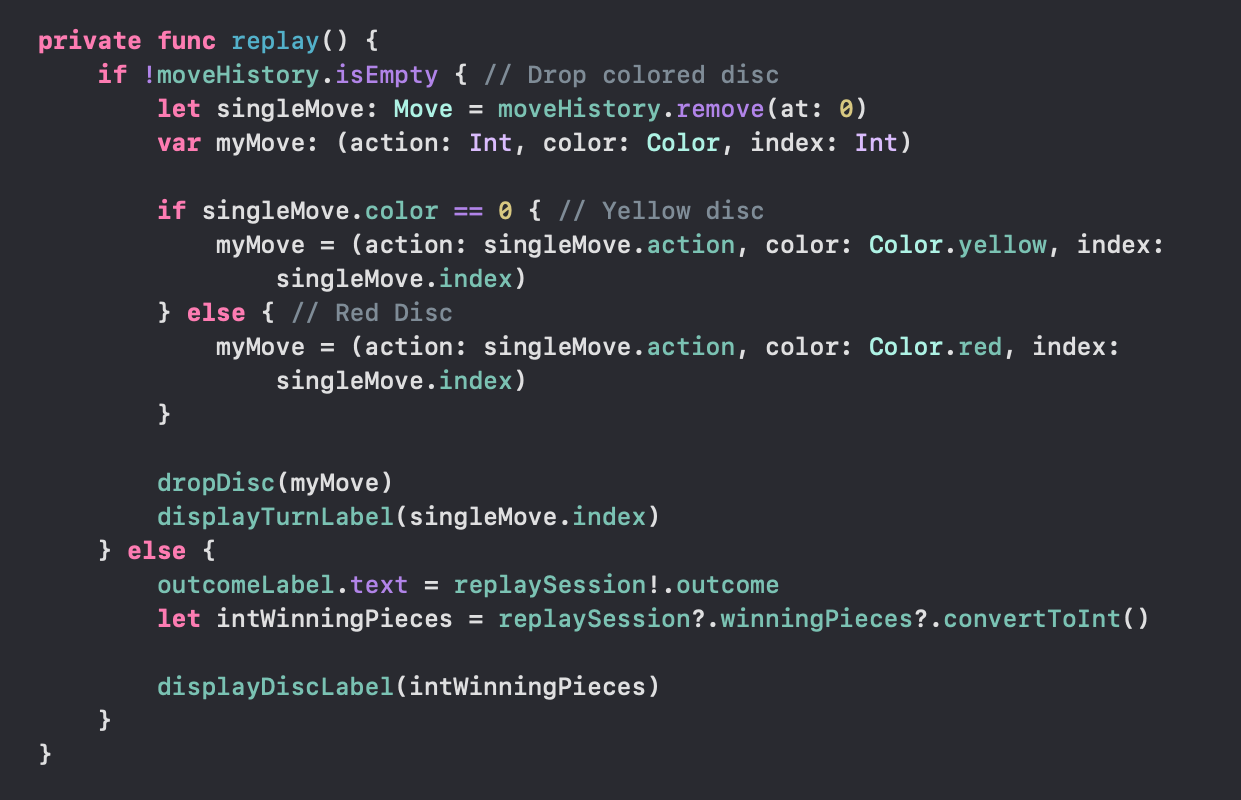 private func replay() {
    if !moveHistory.isEmpty { // Drop colored disc
        let singleMove: Move = moveHistory.remove(at: 0)
        var myMove: (action: Int, color: Color, index: Int)

        if singleMove.color == 0 { // Yellow disc
            myMove = (action: singleMove.action, color: Color.yellow, index:
                singleMove.index)
        } else { // Red Disc
            myMove = (action: singleMove.action, color: Color.red, index:
                singleMove.index)
        }

        dropDisc(myMove)
        displayTurnLabel(singleMove.index)
    } else {
        outcomeLabel.text = replaySession!.outcome
        let intWinningPieces = replaySession?.winningPieces?.convertToInt()

        displayDiscLabel(intWinningPieces)
    }
}